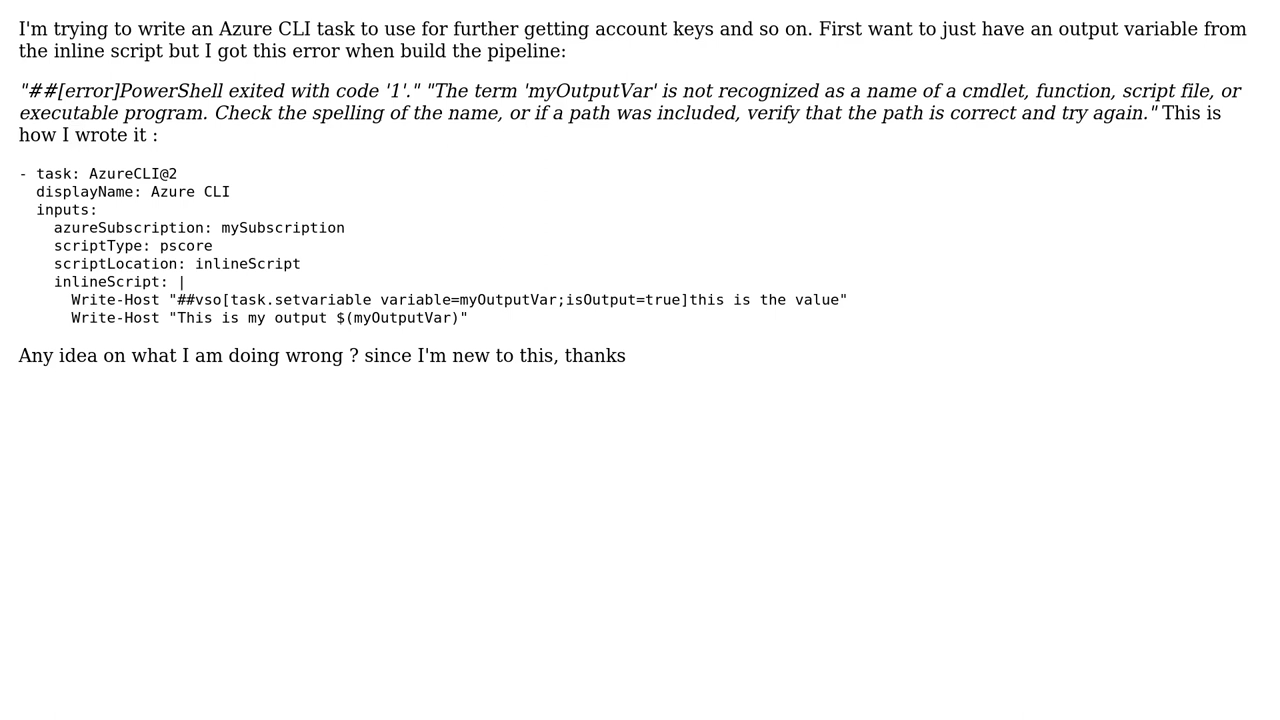 I'm trying to write an Azure CLI task to use for further getting account keys and so on. First want to just have an output variable from
the inline script but I got this error when build the pipeline:
"##[error]PowerShell exited with code '1'." "The term 'myOutputVar' is not recognized as a name of a cmdlet, function, script file, or
executable program. Check the spelling of the name, or if a path was included, verify that the path is correct and try again." This is
how I wrote it :
- task: AzureCLI@2
  displayName: Azure CLI
  inputs:
    azureSubscription: mySubscription
    scriptType: pscore
    scriptLocation: inlineScript
    inlineScript: |
      Write-Host "##vso[task.setvariable variable=myOutputVar;isOutput=true]this is the value"
      Write-Host "This is my output $(myOutputVar)"
Any idea on what I am doing wrong ? since I'm new to this, thanks